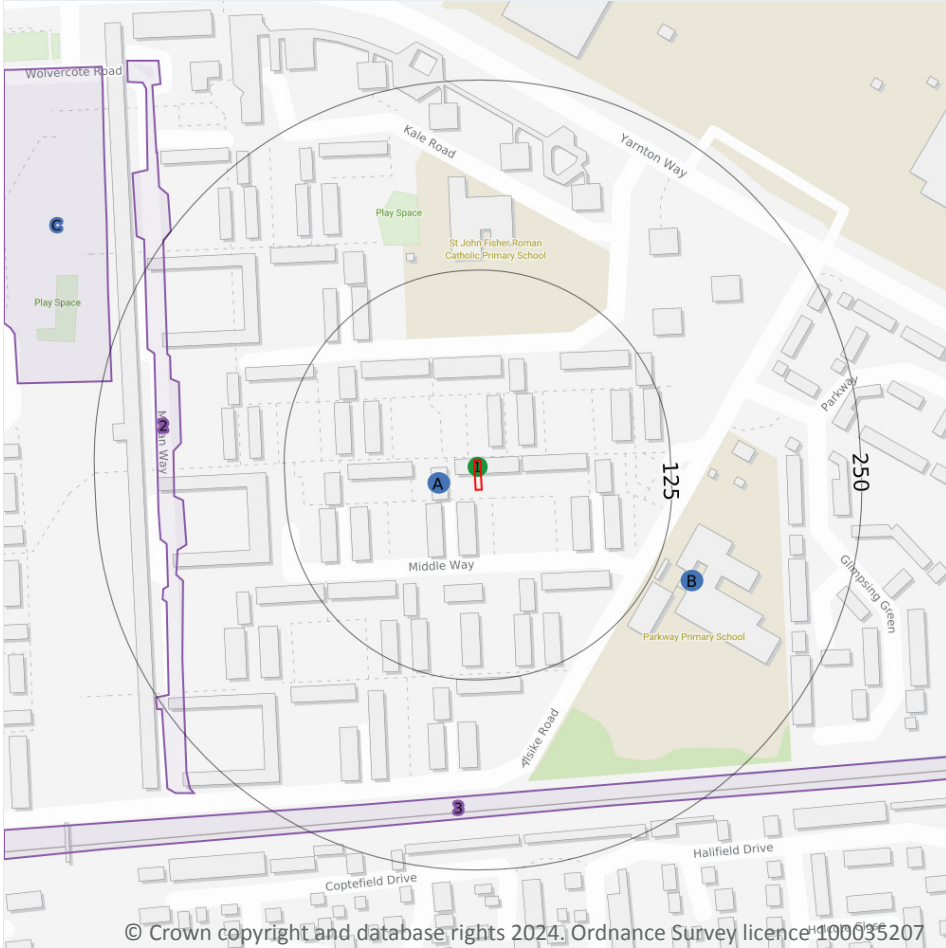 Wolvercote Road
Kale Road
Yarnton Way
Play Space
C
St John Fisher Roman
Catholic Primary School
Play Space
Parkway
2
1
A
125
250
Middle Way
B
Glimpsing
Green
Parkway Primary School
Alsike Road
3
Halifield Drive
Coptefield Drive
© Crown copyright and database rights 2024. Ordnance Survey licence 100035207